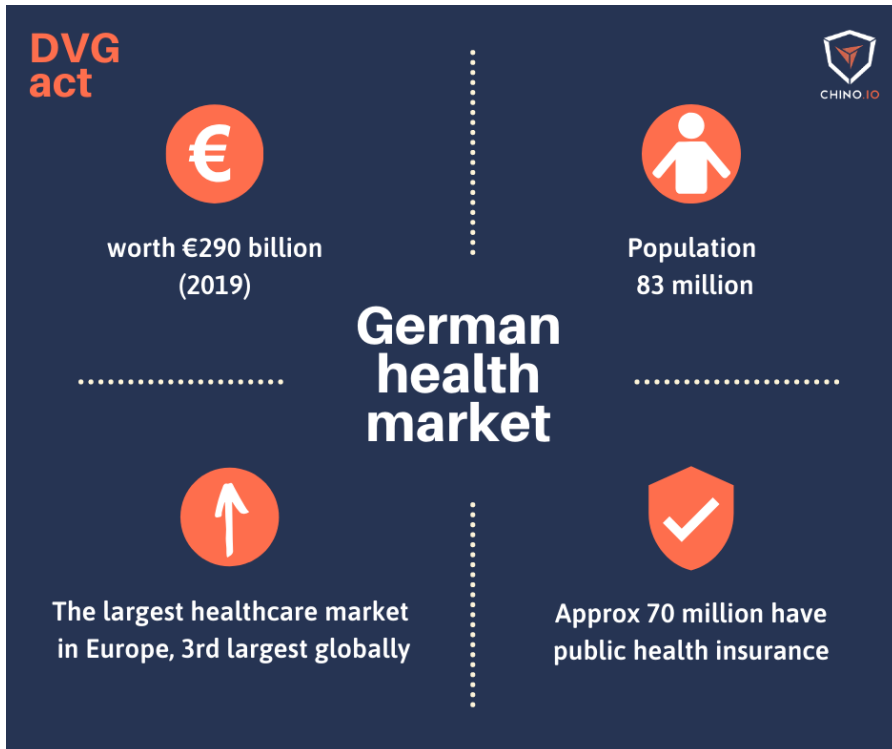 DVG
act
CHINO.IO
€
worth €290 billion
(2019)
Population
83 million
German
health
market
The largest healthcare market
in Europe, 3rd largest globally
Approx 70 million have
public health insurance